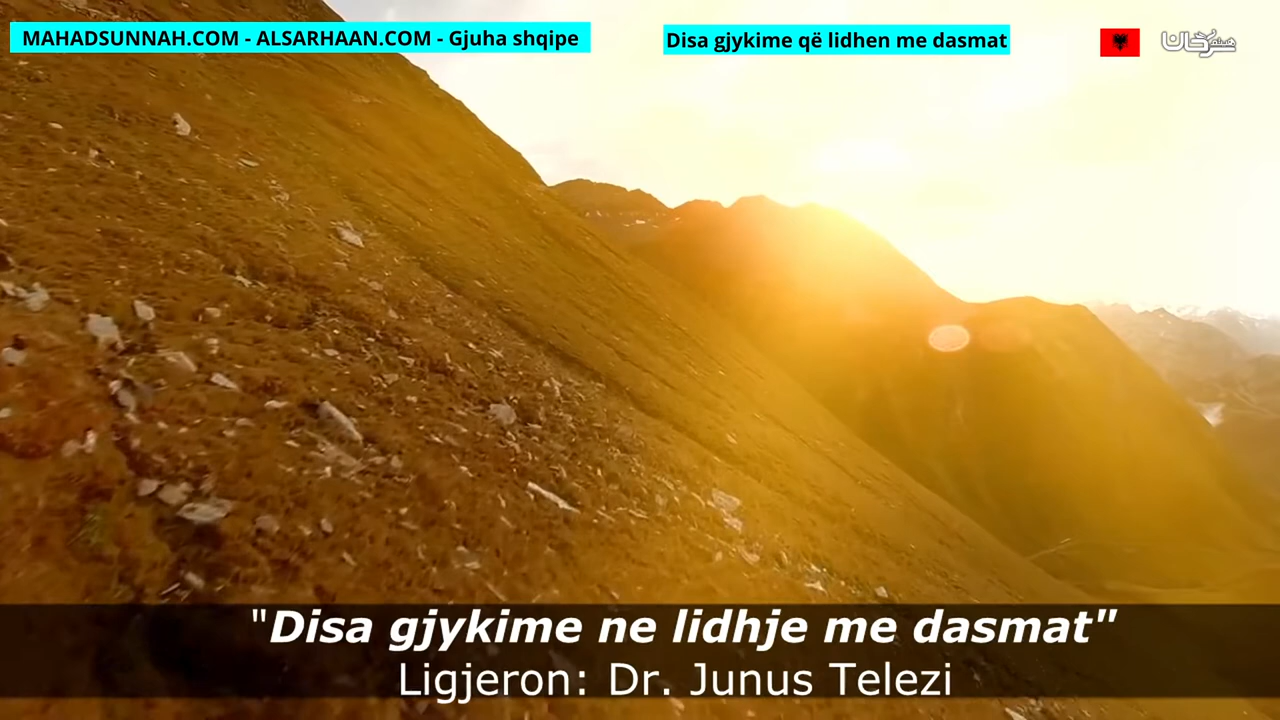 MAHADSUNNAH.COM - ALSARHAAN.COM - Gjuha shqipe
Disa gjykime që lidhen me dasmat
"Disa gjykime ne lidhje me dasmat"
Ligjeron: Dr. Junus Telezi